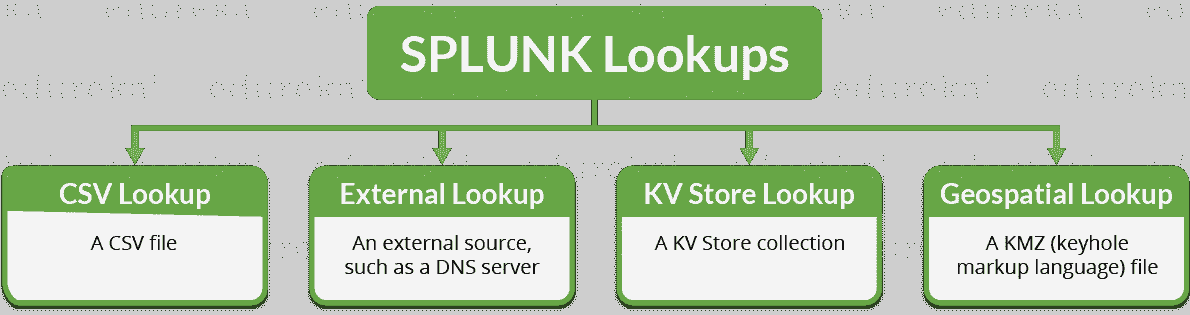 SPLUNK Lookups
CSV Lookup
A CSV file
External Lookup
An external source,
such as a DNS server
KV Store Lookup
A KV Store collection
Geospatial Lookup
A KMZ (keyhole
markup language) file